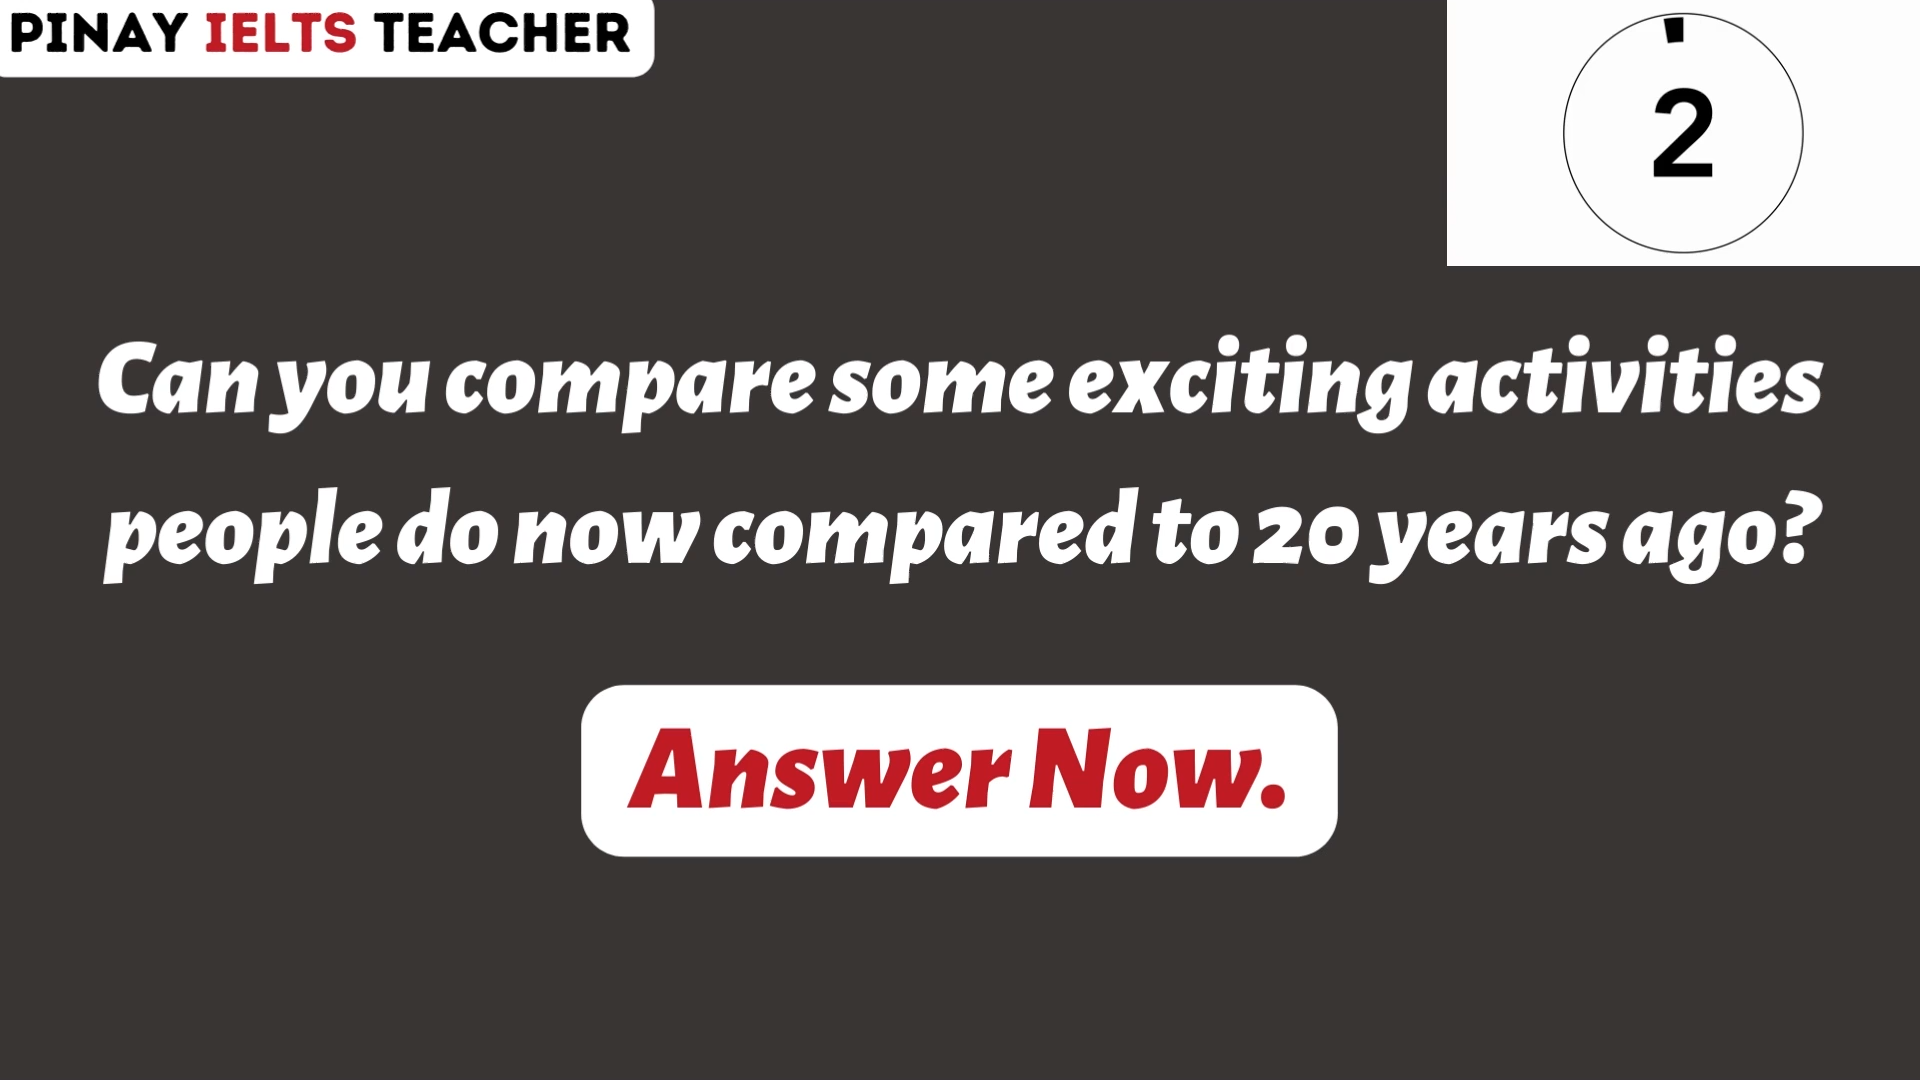 PINAY IELTS TEACHER
2
Can you compare some exciting activities
people do now compared to 20 years ago?
Answer Now.